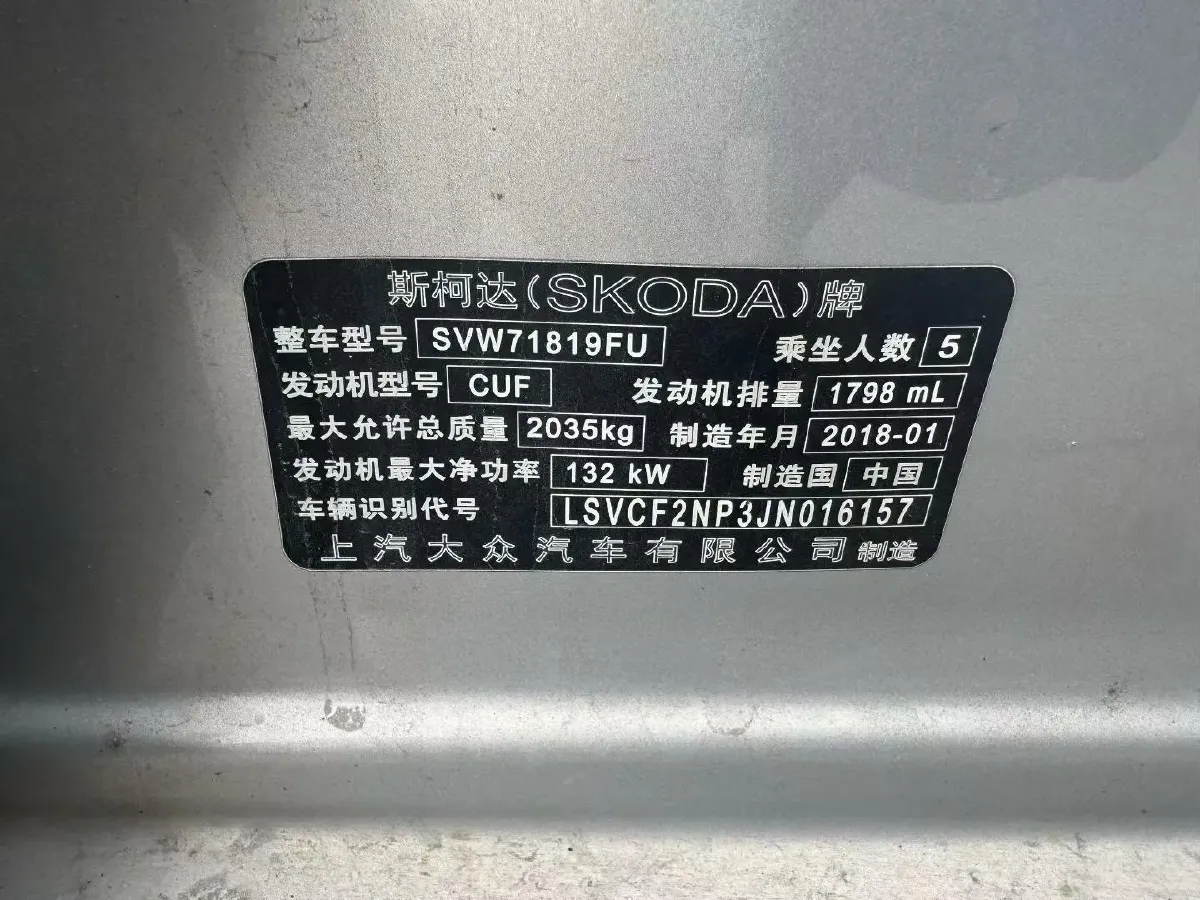 斯柯达(SKODA)牌
整车型号 SVW71819FU 乘坐人数 5
发动机型号 CUF 发动机排量 1798 mL
最大允许总质量 2035kg 制造年月 2018-01
发动机最大净功率 132 kW 制造国 中国
车辆识别代号 LSVCF2NP3JN016157
上汽大众汽车有限公司 制造